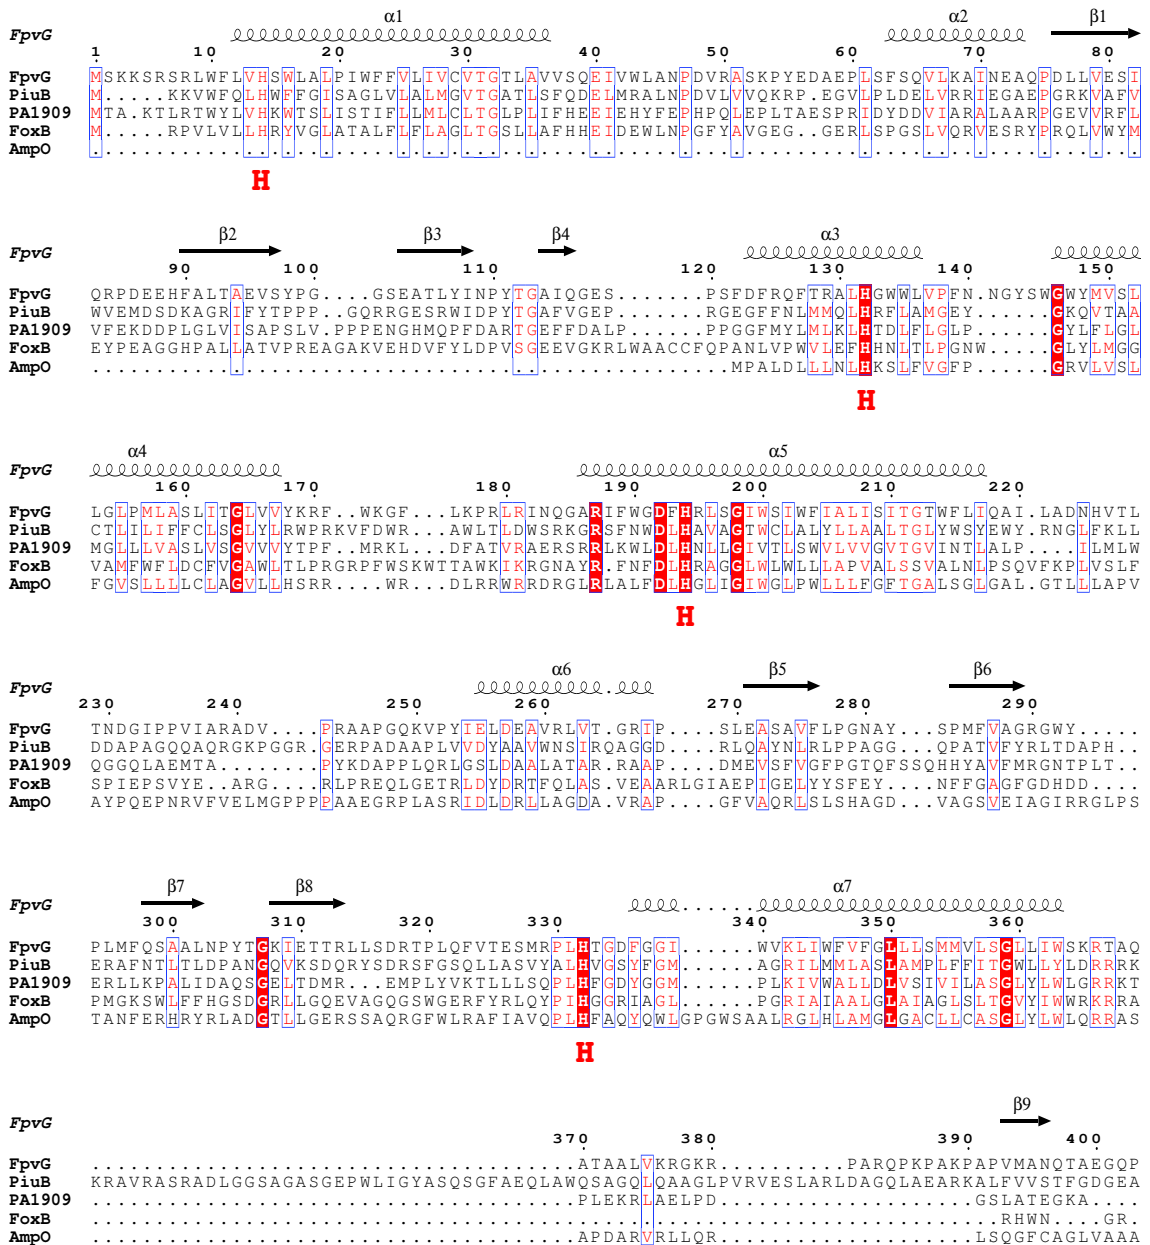 α1 α2 β1
FpvG
1 10 20 30 40 50 60 70 80
FpvG MSKKSRSRLWFLVHSWLALPIWFFVLIVCVTGTLAVVSQEIVWLANPDVRASKPYEDAEPLSFSQVLKAINEAQPDLLVESI
PiuB M.....KKVWFQLHWFFGISAGLVLALMGVTGATLSFQDELMRALNPDVLVVQKRP.EGVLPLDELVRRIEGAEPGRKVAFV
PA1909 MTA.KTLRTWYLVHKWTSLISTIFLLMLCLTGLPLIFHEEIEHYFEPHPQLEPLTAESPRIDYDDVIARALAARPGEVVRFL
FoxB M.....RPVLVLLHRYVGLATALFLFLAGLTGSLLAFHHEIDEWLNPGFYAVGEG..GERLSPGSLVQRVESRYPRQLVWYM
AmpO ..................................................................................
H
β2 β3 β4 α3
FpvG
90 100 110 120 130 140 150
FpvG QRPDEEHFALTAEVSYPG....GSEATLYINPYTGAIQGES.......PSFDFRQFTRALHGWWLVPFN.NGYSWGWYMVSL
PiuB WVEMDSDKAGRIFYTPPP...GQRRGESRWIDPYTGAFVGEP.......RGEGFFNLMMQLHRFLAMGEY.....GKQVTAA
PA1909 VFEKDDPLGLVISAPSLV.PPPENGHMQPFDARTGEFFDALP.....PPGGFMYLMLKLHTDLFLGLP......GYLFLGL
FoxB EYPEAGGHPALLATVPREAGAKVEHDVFYLDPVSGEEVGKRLWAACCFQPANLVPWVLEFHHNLTLPGNW.....GLYLMGG
AmpO ..................................................MPALDLLLNLHKSLFVGFP......GRVLVSL
H
α4 α5
FpvG
160 170 180 190 200 210 220
FpvG LGLPMLASLITGLVVYKRF..WKGF...LKPRLRINQGARIFWGDFHRLSGIWSIWFIALISITGTWFLIQAI.LADNHVTL
PiuB CTLILIFFCLSGLYLRWPRKVFDWR...AWLTLDWSRKGRSFNWDLHAVAGTWCLALYLLAALTGLYWSYEWY.RNGLFKLL
PA1909 MGLLLVASLVSGVVVYTPF...MRKL...DFATVRAERSRRLKWLDLHNLLGIVTLSWVLVVGVTGVINTLALP....ILMLW
FoxB VAMFWFLDCFVGAWLTLPRGRPFWSKWTTAWKIKRGNAYR.FNFDLHRAGGLWLWLLLAPVALSSVALNLPSQVFKPLVSLF
AmpO FGVSLLLLCLAGVLLHSRR....WR...DLRRWRRDRGLRLALFDLHGLIGIWGLPWLLLFGFTGALSGLGAL.GTLLLAPV
H
α6 β5 β6
FpvG
230 240 250 260 270 280 290
FpvG TNDGIPPVIARADV....PRAAPGQKVPYIELDEAVRLVT.GRIP.....SLEASAVFLPGNAY...SPMFVAGRGWY.....
PiuB DDAPAGQQAQRGKPGGR.GERPADAAPLVVDYAAVWNSIRQAGGD.....RLQAYNLRLPPAGG...QPATVFYRLTDAPH..
PA1909 QGGQLAEMTA........PYKDAPPLQRLGSLDAALATAR.RAAP.....DMEVSFVGFPGTQFSSQHHYAVFMRGNTPLT..
FoxB SPIEPSVYE..ARG....RLPREQLGETRLDYDRTFQLAS.VEAARLGIAEPIGELYYSFEY....NFFGAGFGDHDD....
AmpO AYPQEPNRVFVELMGPPPPAAEGRPLASRIDLDRLLAGDA.VRAP.....GFVAQRLSLSHAGD...VAGSVEIAGIRRGLPS
β7 β8 α7
FpvG
300 310 320 330 340 350 360
FpvG PLMFQSAALNPYTGKIETTRLLSDRTPLQFVTESMRPLHTGDFGGI......WVKLIWFVFGLLLSMMVLSGLLIWSKRTAQ
PiuB ERAFNTLTLDPANGQVKSDQRYSDRSFGSQLLASVYALHVGSYFGM......AGRILMMLASLAMPLFFITGWLLYLDRRRK
PA1909 ERLLKPALIDAQSGELTDMR...EMPLYVKTLLLSQPLHFGDYGGM......PLKIVWALLDLVSIVILASGLYLWLGRRKT
FoxB PMGKSWLFFHGSDGRLLGQEVAGQGSWGERFYRLQYPIHGGRIAGL......PGRIAIAALGLAIAGLSLTGVYIWWRKRRA
AmpO TANFERHRYRLADGTLLGERSSAQRGFWLRAFIAVQPLHFAQYQWLGPGWSAALRGLHLAMGLGACLLCASGLYLWLQRRAS
H
β9
FpvG
370 380 390 400
FpvG ......................................ATAALVKRGKR...........PARQPKPAKPAPVMANQTAEGQP
PiuB KRAVRASRADLGGSAGASGEPWLIGYASQSGFAEQLAWQSAGQLQAAGLPVRVESLARLDAGQLAEARKALFVVSTFGDGEA
PA1909 ......................................PLEKRLAELPD....................GSLATEGKA....
FoxB .......................................................................RHWN....GR.
AmpO ......................................APDARVRLLQR....................LSQGFCAGLVAAA